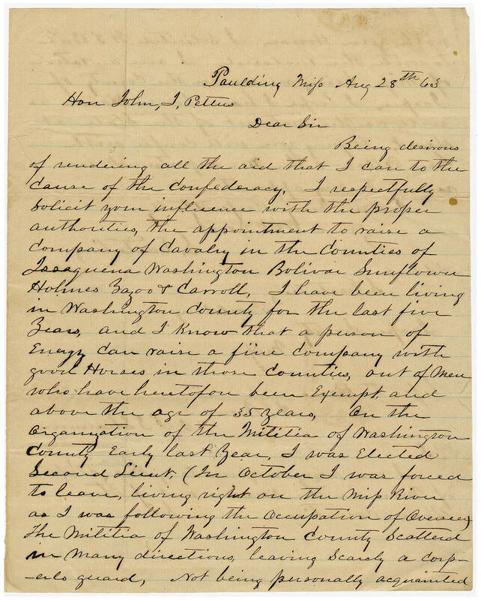 Paulding Miss Aug 28th 63
Hon John, J, Pettus
Dear Sir
Being desirous
of rendering all the aid that I can to the
Cause of the Confederacy, I respectfully
Solicit your influence with the proper
authorities, the appointment to raise a
Company of Cavalry in the Counties of
Issaquena Washington Bolivar Sunflower
Holmes Yazoo & Carroll, I have been living
in Washington County for the last five
Years, and I Know that a person of
Energy Can raise a fine Company with
good Horses in those Counties, out of Men
who have heretofore been Exempt and
above the age of 35 years, On the
Organization of the Militia of Washington
County Early last Year, I was Elected
Second Lieut, (In October I was forced
to leave, living right on the Miss River
as I was following the Occupation of Overseer)
The Militia of Washington County Scatterd
in Many directions, leaving Scarely a Corp-
-erls guard, Not being personally acquainted